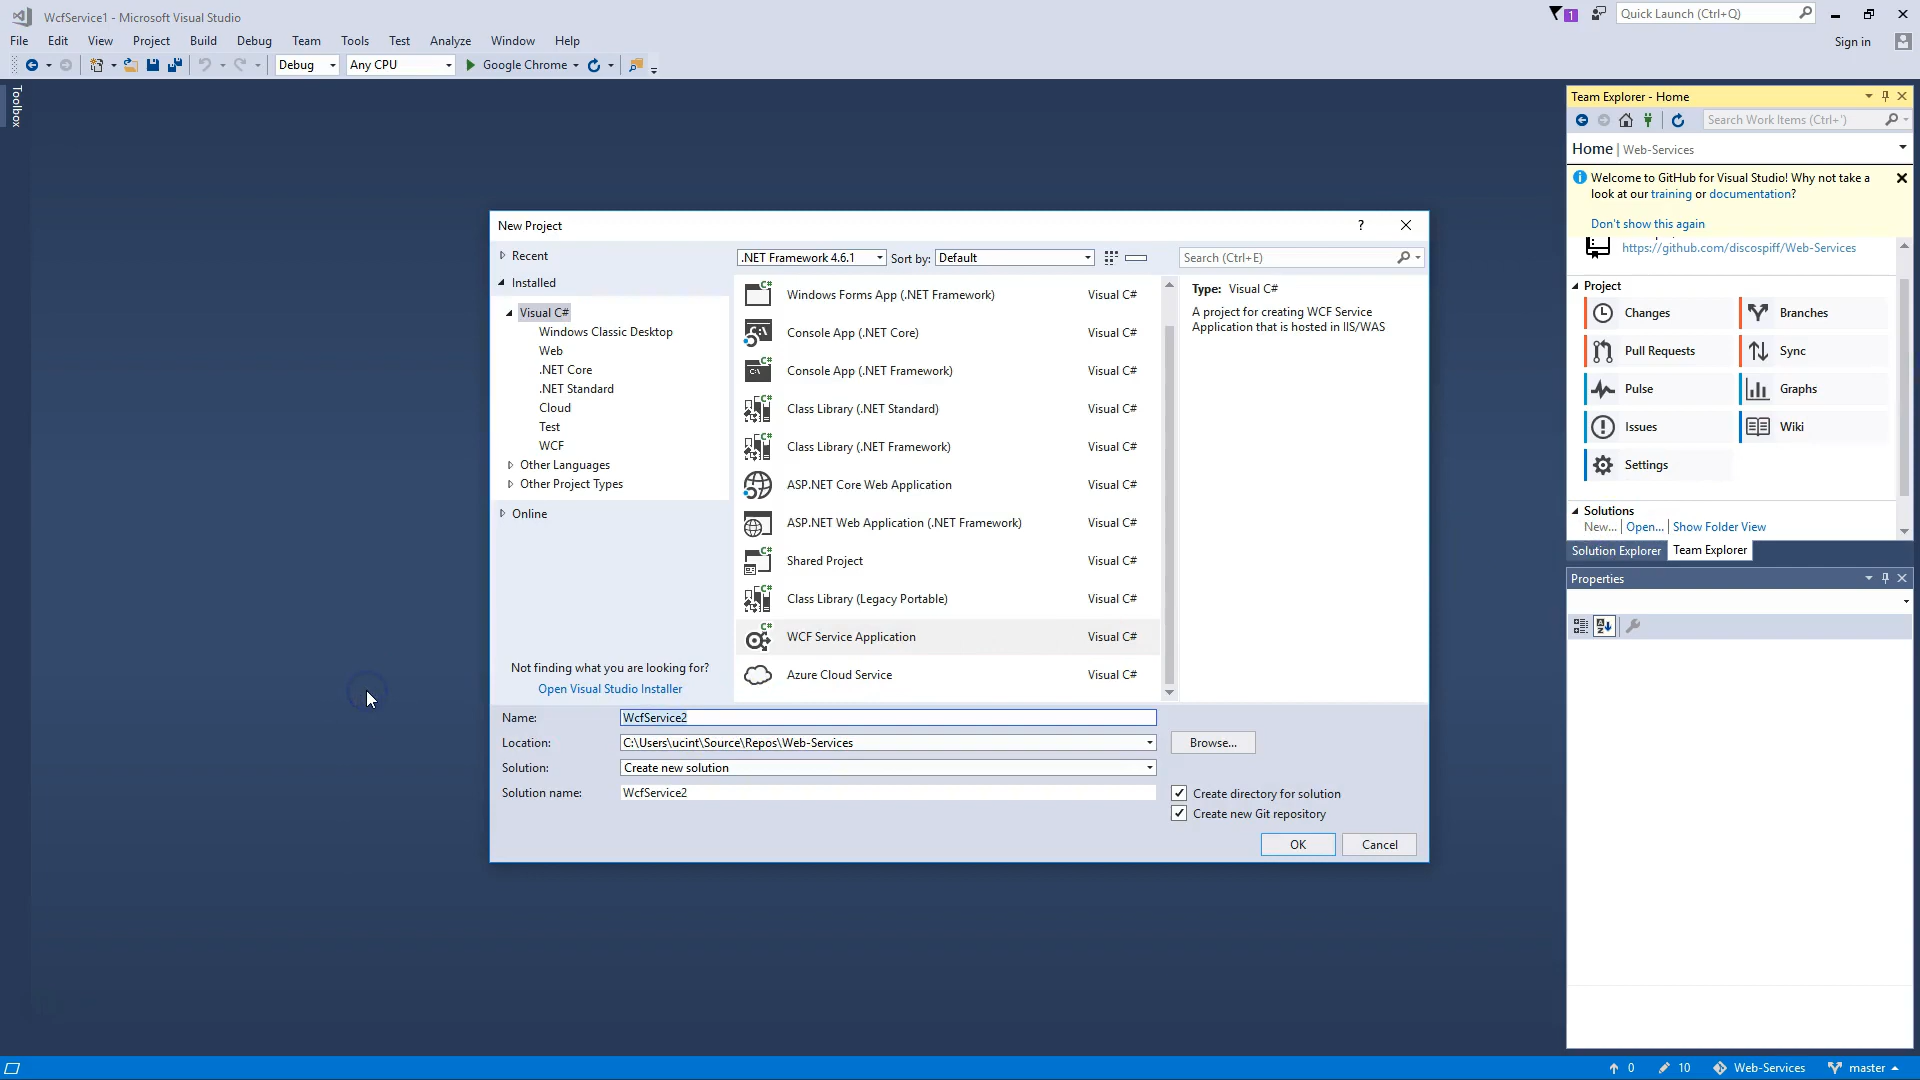 WcfService1 - Microsoft Visual Studio
1
Quick Launch (Ctrl+Q)
File Edit View Project Build Debug Team Tools Test Analyze Window Help
Sign in
Debug Any CPU Google Chrome
Toolbox
Team Explorer - Home
Search Work Items (Ctrl+')
Home | Web-Services
Welcome to GitHub for Visual Studio! Why not take a
look at our training or documentation?
Don't show this again
https://github.com/discospiff/Web-Services
Project
Changes Branches
Pull Requests Sync
Pulse Graphs
Issues Wiki
Settings
Solutions
New... | Open... | Show Folder View
Solution Explorer Team Explorer
Properties
New Project
?
Recent
.NET Framework 4.6.1 Sort by: Default
Search (Ctrl+E)
Installed
Visual C#
Windows Classic Desktop
Web
.NET Core
.NET Standard
Cloud
Test
WCF
Other Languages
Other Project Types
Online
Not finding what you are looking for?
Open Visual Studio Installer
Windows Forms App (.NET Framework) Visual C#
Console App (.NET Core) Visual C#
Console App (.NET Framework) Visual C#
Class Library (.NET Standard) Visual C#
Class Library (.NET Framework) Visual C#
ASP.NET Core Web Application Visual C#
ASP.NET Web Application (.NET Framework) Visual C#
Shared Project Visual C#
Class Library (Legacy Portable) Visual C#
WCF Service Application Visual C#
Azure Cloud Service Visual C#
Type: Visual C#
A project for creating WCF Service
Application that is hosted in IIS/WAS
Name: WcfService2
Location: C:\Users\ucint\Source\Repos\Web-Services
Browse...
Solution: Create new solution
Solution name: WcfService2
Create directory for solution
Create new Git repository
OK Cancel
0 10 Web-Services master